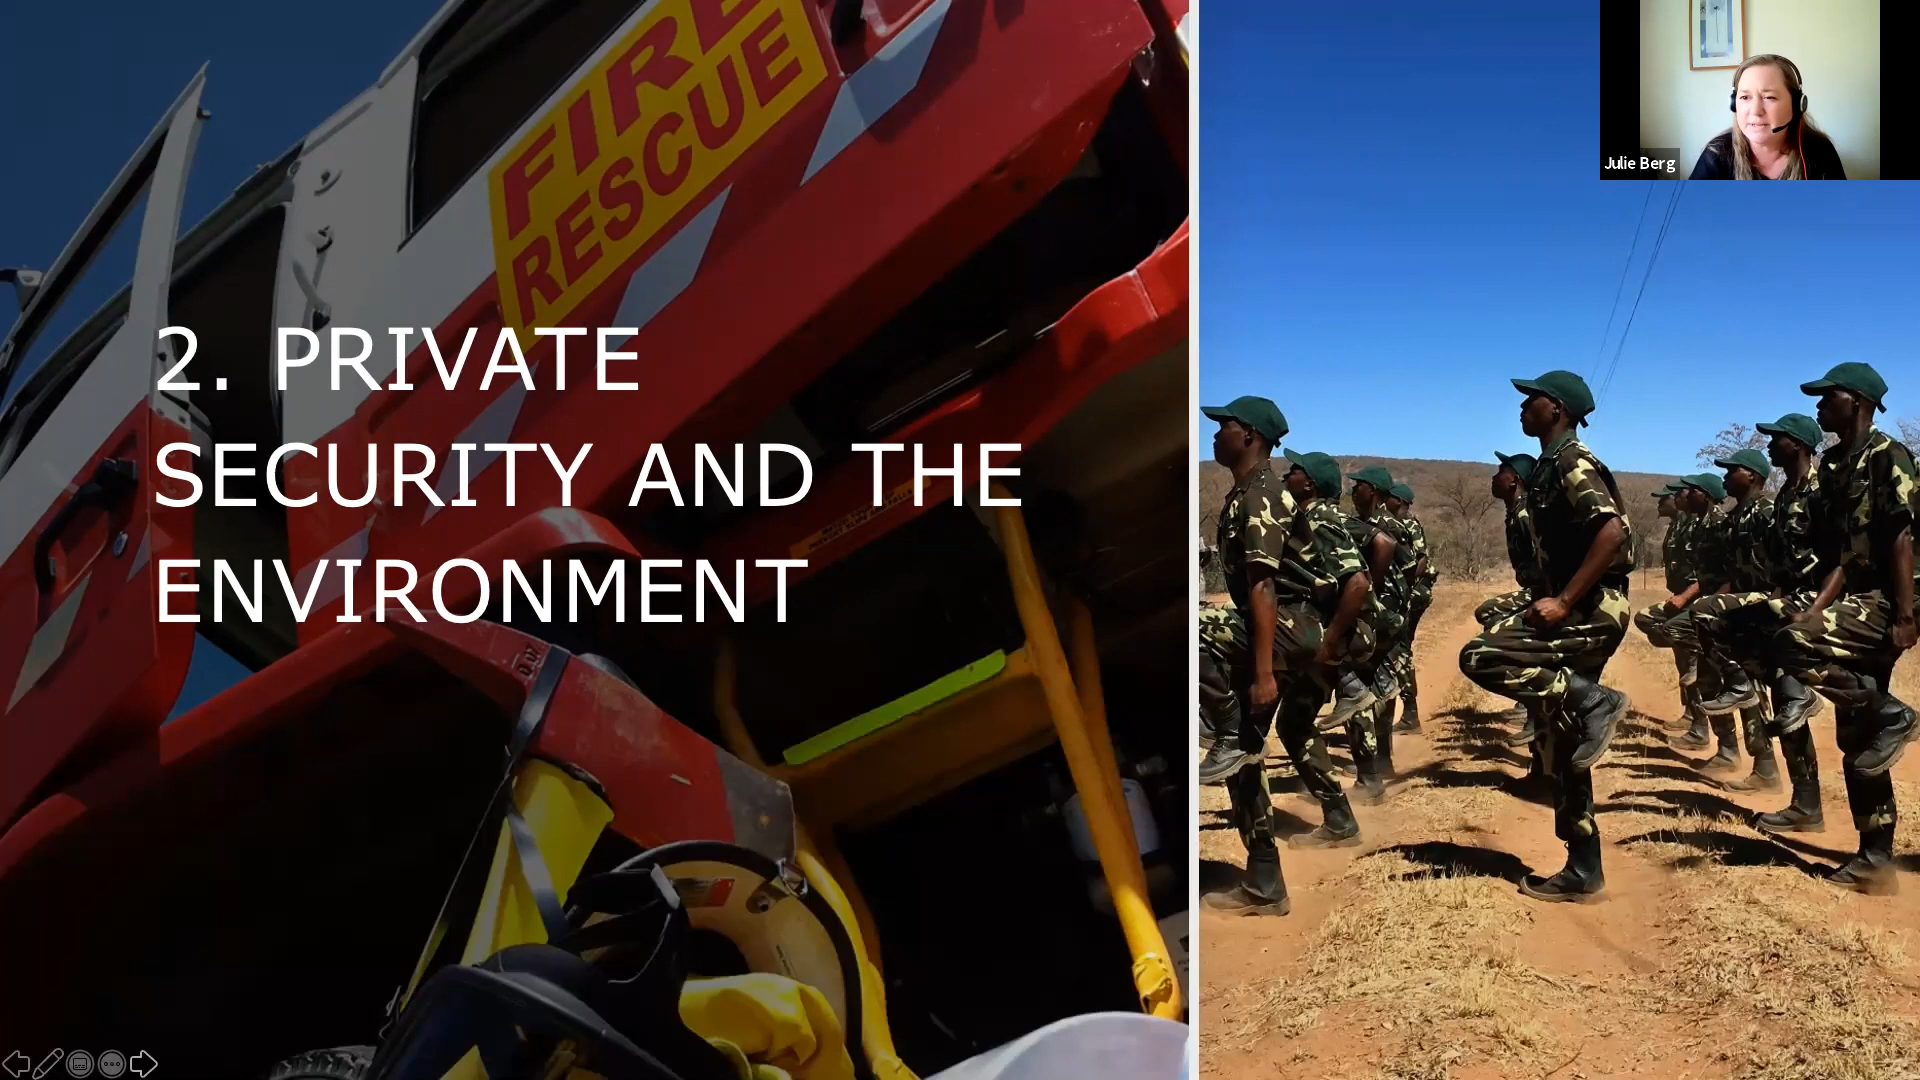 FIRE
RESCUE
Julie Berg
2. PRIVATE
SECURITY AND THE
ENVIRONMENT